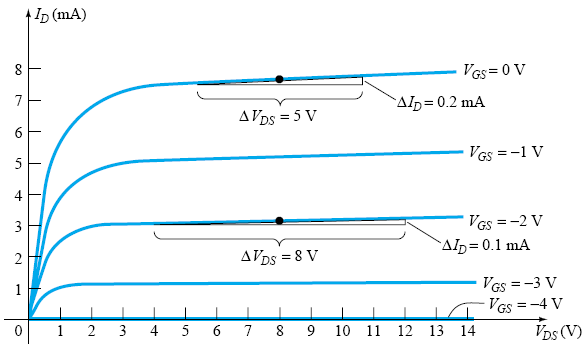 I_D (mA)
8
7
6
5
4
3
2
1
0 1 2 3 4 5 6 7 8 9 10 11 12 13 14
V_DS (V)
V_GS = 0 V
ΔI_D = 0.2 mA
ΔV_DS = 5 V
V_GS = –1 V
V_GS = –2 V
ΔI_D = 0.1 mA
ΔV_DS = 8 V
V_GS = –3 V
V_GS = –4 V